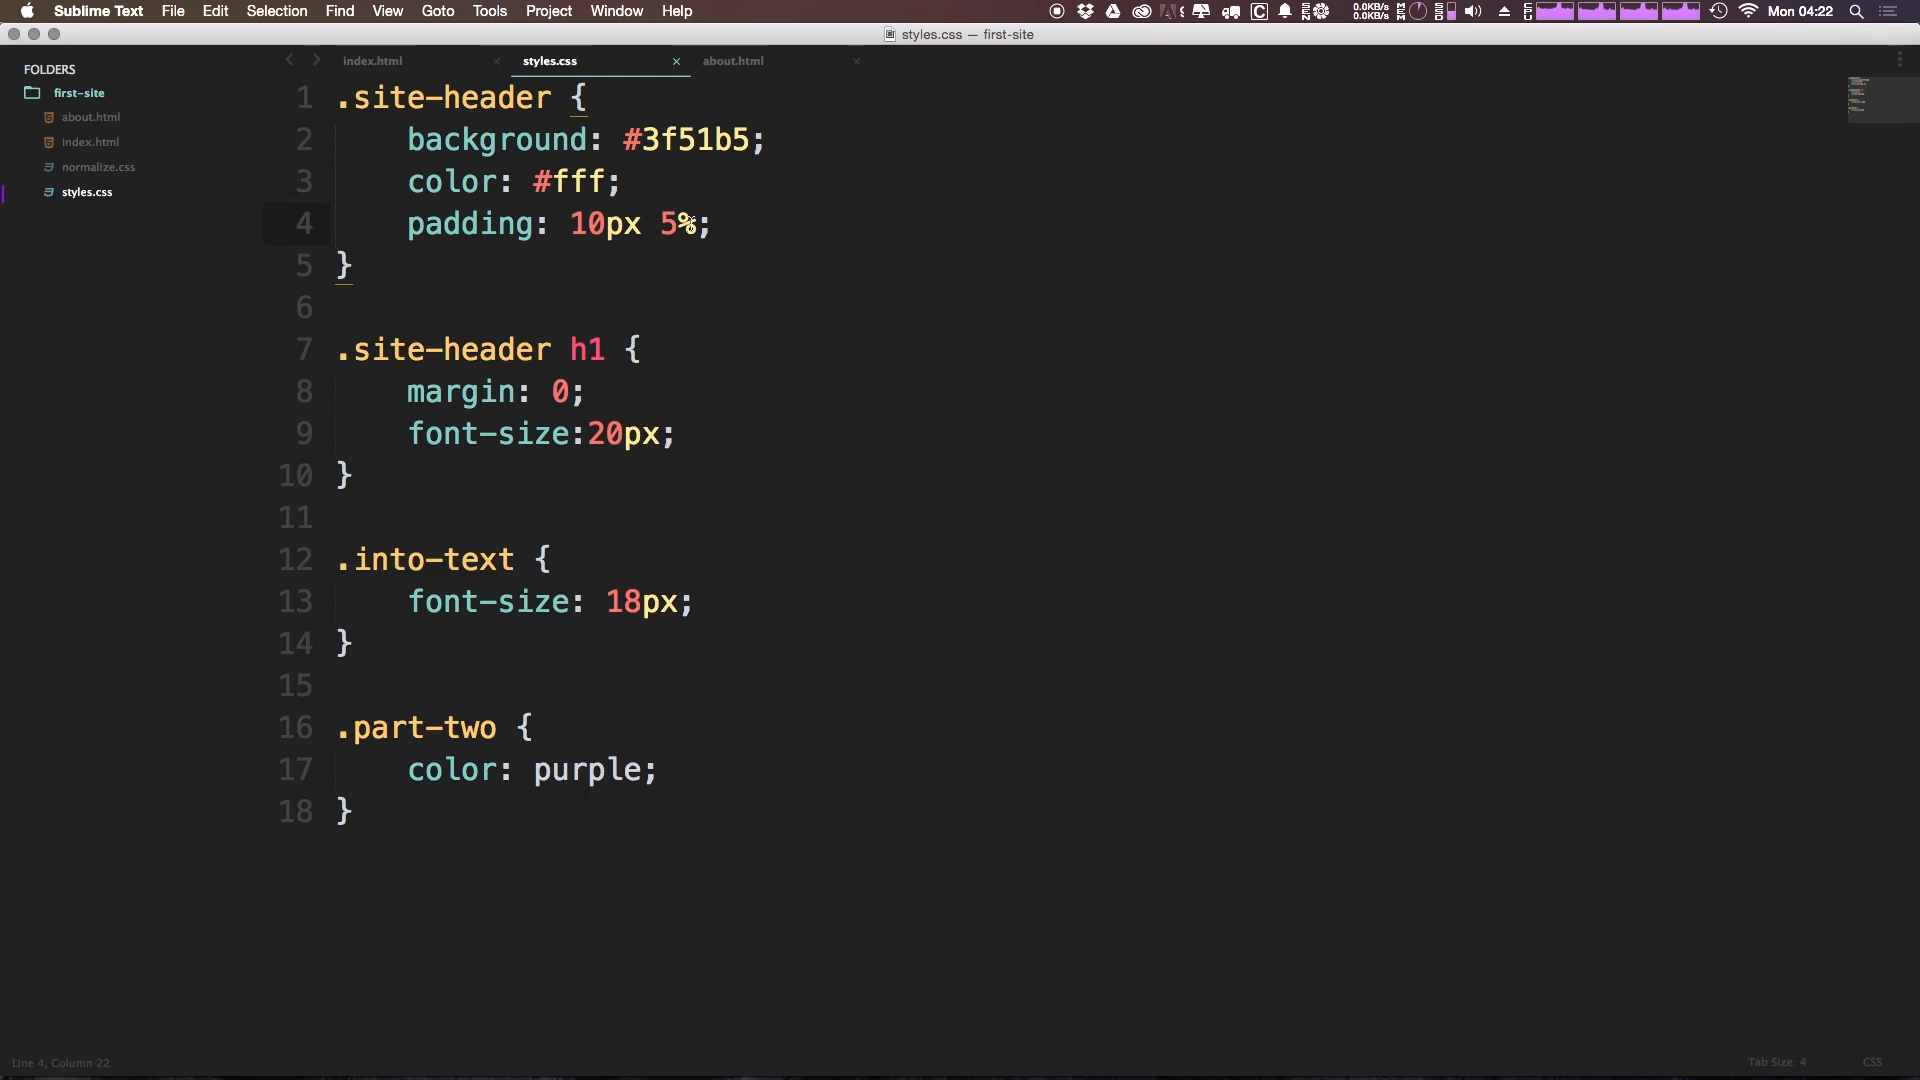 Sublime Text File Edit Selection Find View Goto Tools Project Window Help 0.0KB/s 0.0KB/s Mon 04:22
styles.css — first-site
FOLDERS
first-site
about.html
index.html
normalize.css
styles.css
index.html styles.css about.html
1 .site-header {
2 background: #3f51b5;
3 color: #fff;
4 padding: 10px 5%;
5 }
6
7 .site-header h1 {
8 margin: 0;
9 font-size:20px;
10 }
11
12 .into-text {
13 font-size: 18px;
14 }
15
16 .part-two {
17 color: purple;
18 }
Line 4, Column 22 Tab Size: 4 CSS